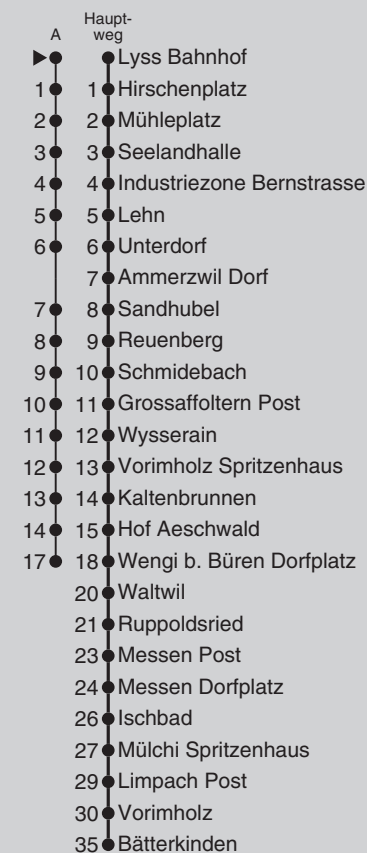 A Haupt-
weg
Lyss Bahnhof
1 1 Hirschenplatz
2 2 Mühleplatz
3 3 Seelandhalle
4 4 Industriezone Bernstrasse
5 5 Lehn
6 6 Unterdorf
7 Ammerzwil Dorf
7 8 Sandhubel
8 9 Reuenberg
9 10 Schmidebach
10 11 Grossaffoltern Post
11 12 Wysserain
12 13 Vorimholz Spritzenhaus
13 14 Kaltenbrunnen
14 15 Hof Aeschwald
17 18 Wengi b. Büren Dorfplatz
20 Waltwil
21 Ruppoldsried
23 Messen Post
24 Messen Dorfplatz
26 Ischbad
27 Mülchi Spritzenhaus
29 Limpach Post
30 Vorimholz
35 Bätterkinden